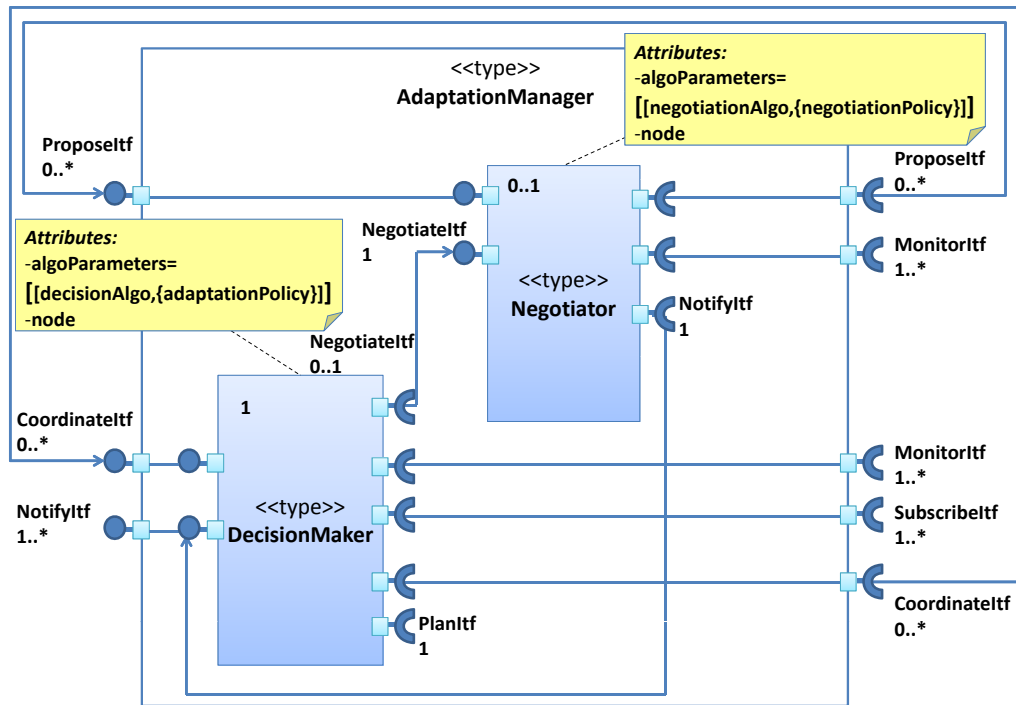 <<type>>
AdaptationManager
Attributes:
-algoParameters=
[[negotiationAlgo,{negotiationPolicy}]]
-node
ProposeItf
0..*
0..1
ProposeItf
0..*
Attributes:
-algoParameters=
[[decisionAlgo,{adaptationPolicy}]]
-node
NegotiateItf
1
<<type>>
Negotiator
MonitorItf
1..*
NotifyItf
1
NegotiateItf
0..1
1
CoordinateItf
0..*
MonitorItf
1..*
NotifyItf
1..*
<<type>>
DecisionMaker
SubscribeItf
1..*
PlanItf
1
CoordinateItf
0..*